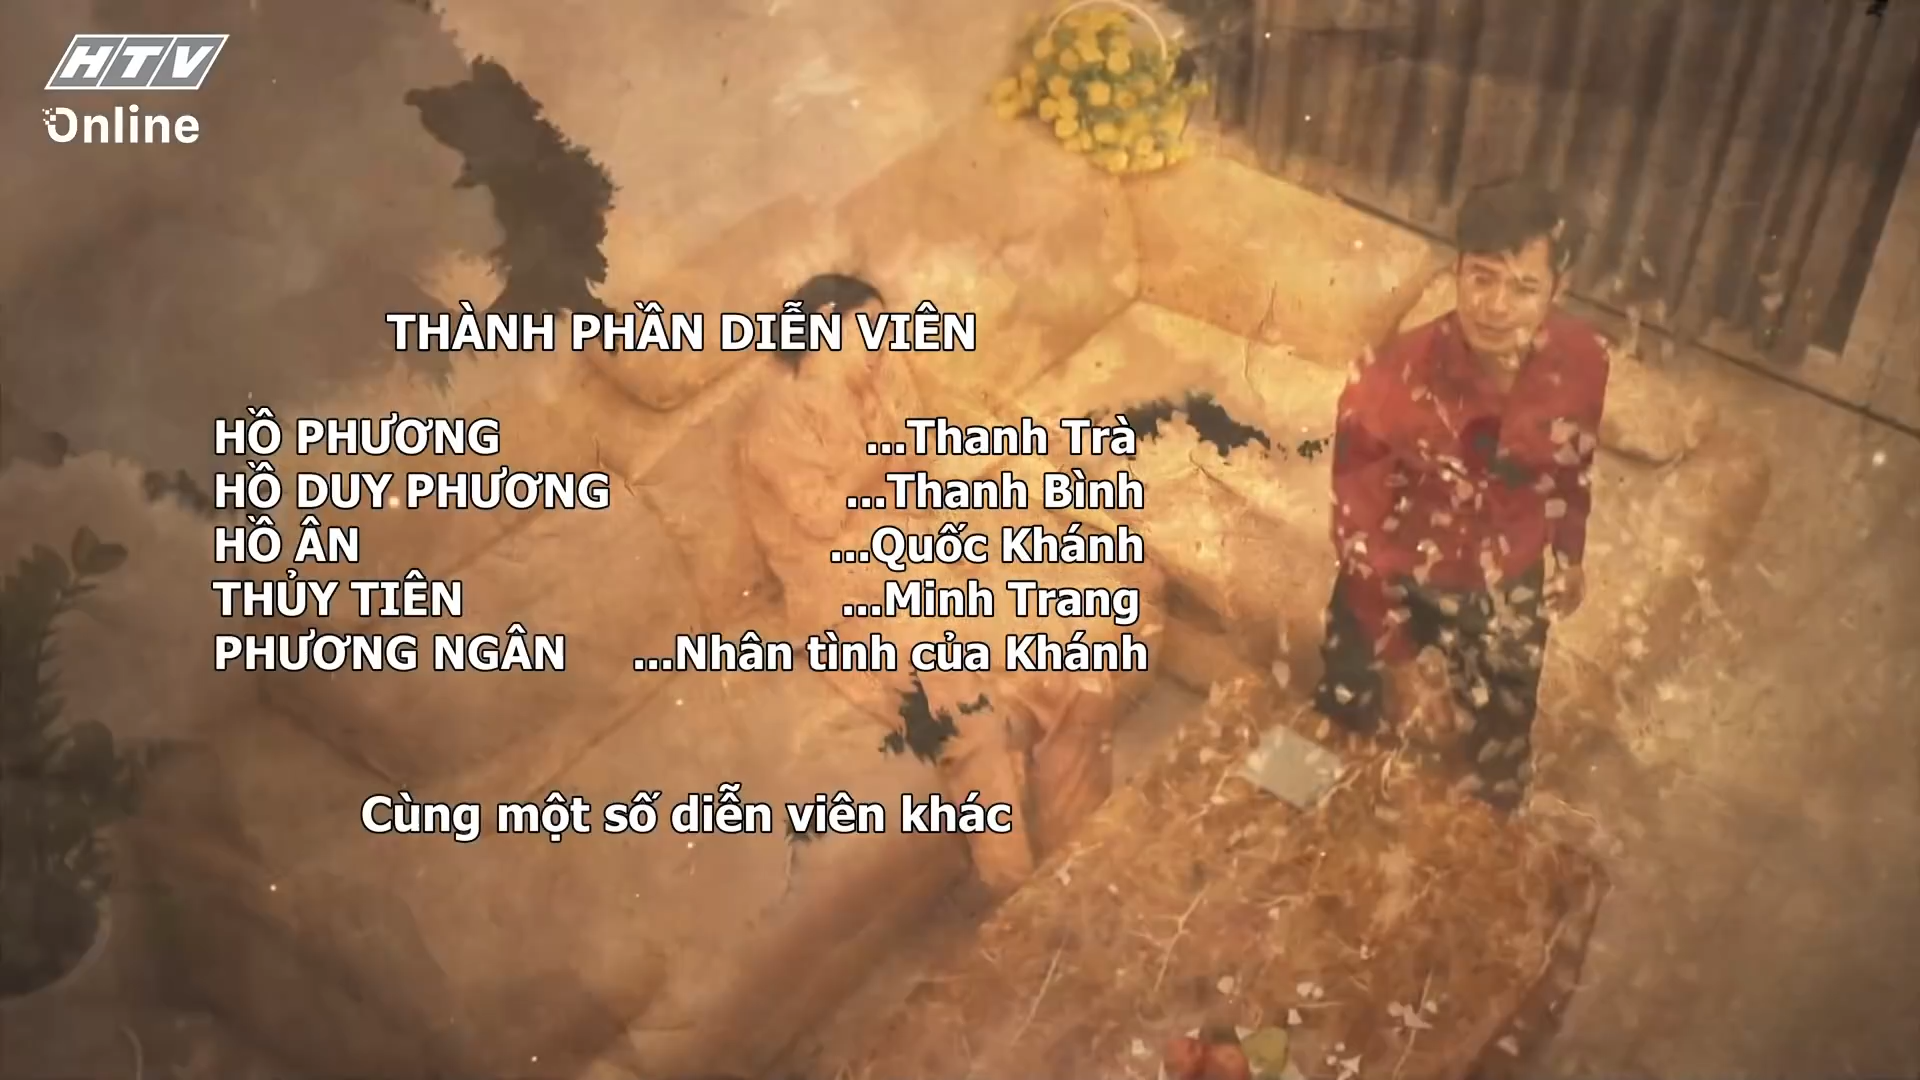 HTV
Online
THÀNH PHẦN DIỄN VIÊN
HỒ PHƯƠNG ...Thanh Trà
HỒ DUY PHƯƠNG ...Thanh Bình
HỒ ÂN ...Quốc Khánh
THỦY TIÊN ...Minh Trang
PHƯƠNG NGÂN ...Nhân tình của Khánh
Cùng một số diễn viên khác